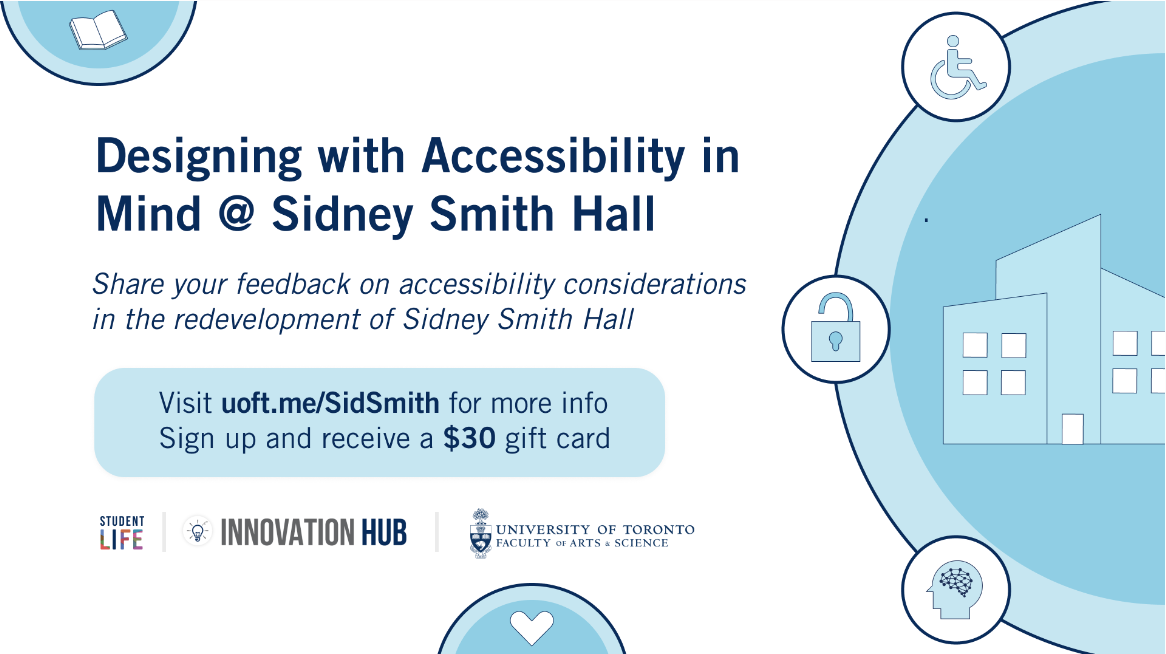 Designing with Accessibility in
Mind @ Sidney Smith Hall
Share your feedback on accessibility considerations
in the redevelopment of Sidney Smith Hall
Visit uoft.me/SidSmith for more info
Sign up and receive a $30 gift card
STUDENT
LIFE
INNOVATION HUB
UNIVERSITY OF TORONTO
FACULTY OF ARTS & SCIENCE